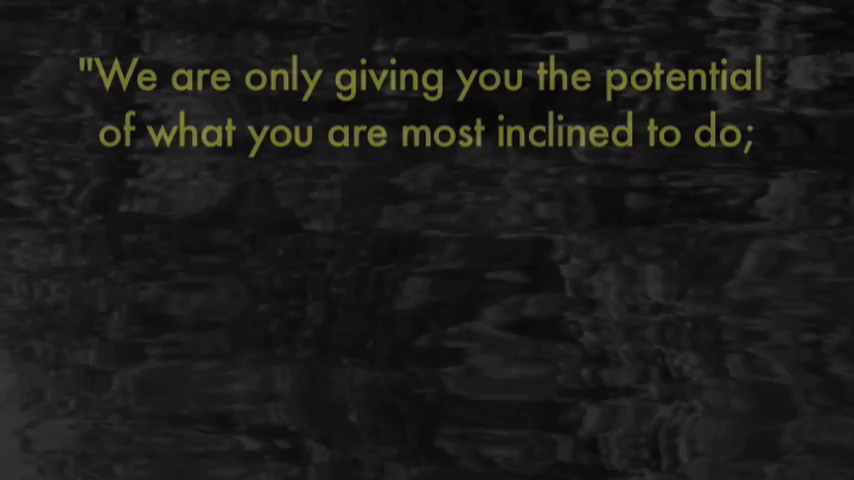 "We are only giving you the potential
of what you are most inclined to do;